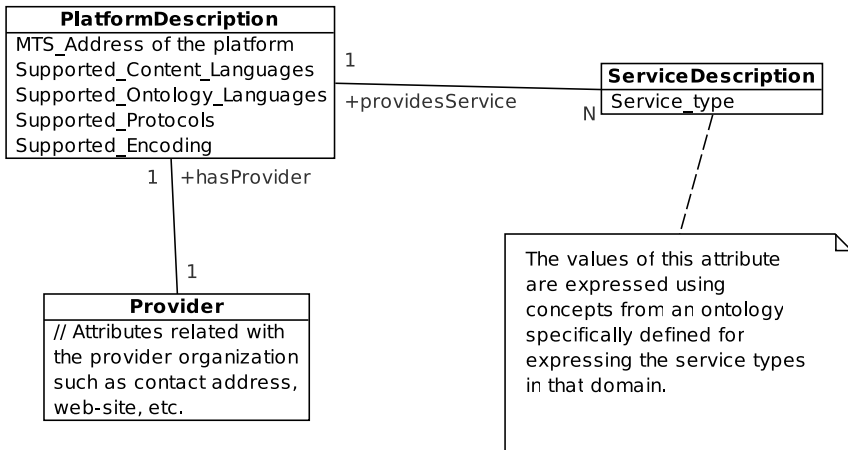 PlatformDescription
MTS_Address of the platform
Supported_Content_Languages
Supported_Ontology_Languages
Supported_Protocols
Supported_Encoding
1
+providesService
N
ServiceDescription
Service_type
1
+hasProvider
1
Provider
// Attributes related with
the provider organization
such as contact address,
web-site, etc.
The values of this attribute
are expressed using
concepts from an ontology
specifically defined for
expressing the service types
in that domain.